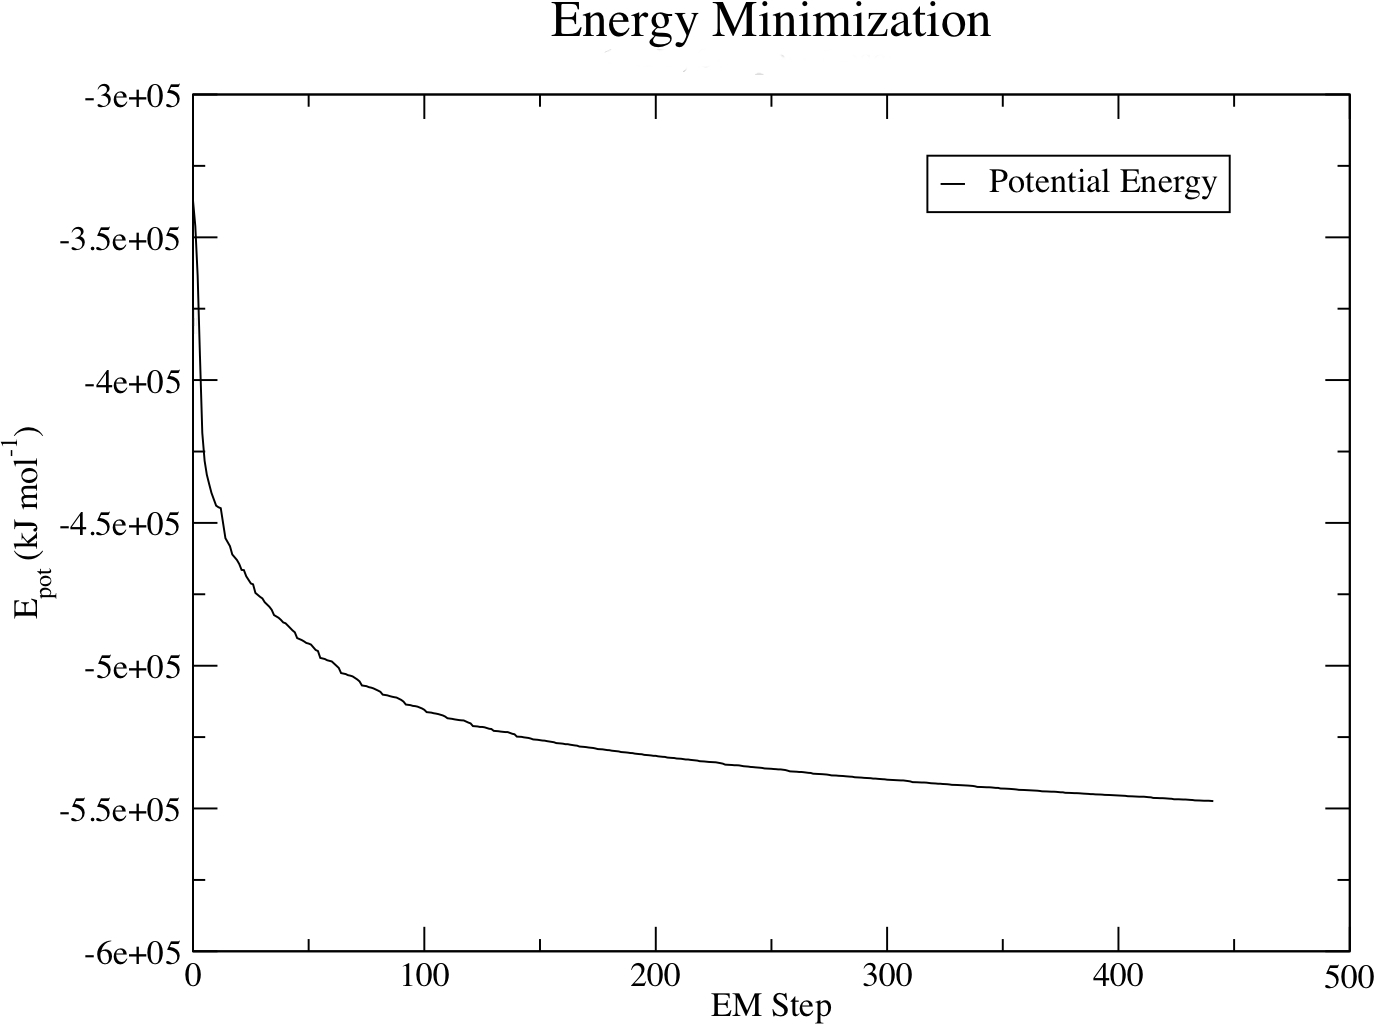 Energy Minimization
-3e+05
Potential Energy
-3.5e+05
-4e+05
-4.5e+05
-5e+05
-5.5e+05
-6e+05
E_pot (kJ mol^-1)
0 100 200 300 400 500
EM Step